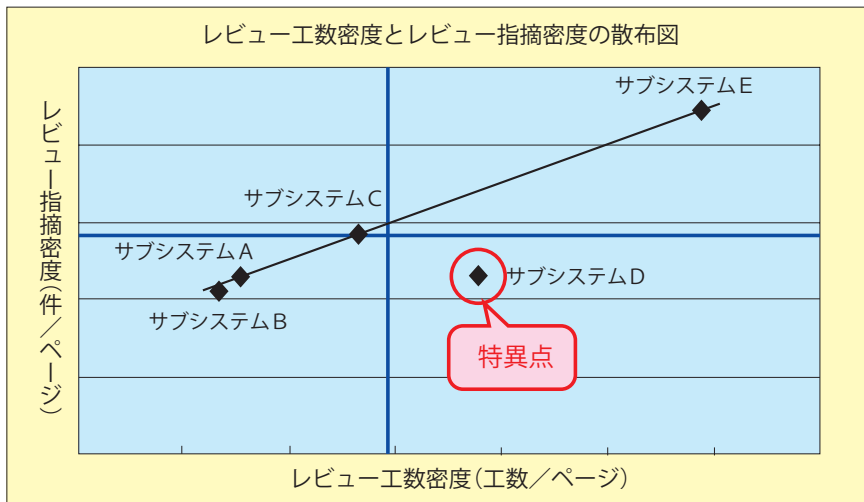 レビュー工数密度とレビュー指摘密度の散布図
サブシステムE
サブシステムC
サブシステムA
サブシステムD
サブシステムB
特異点
レビュー指摘密度(件/ページ)
レビュー工数密度(工数/ページ)